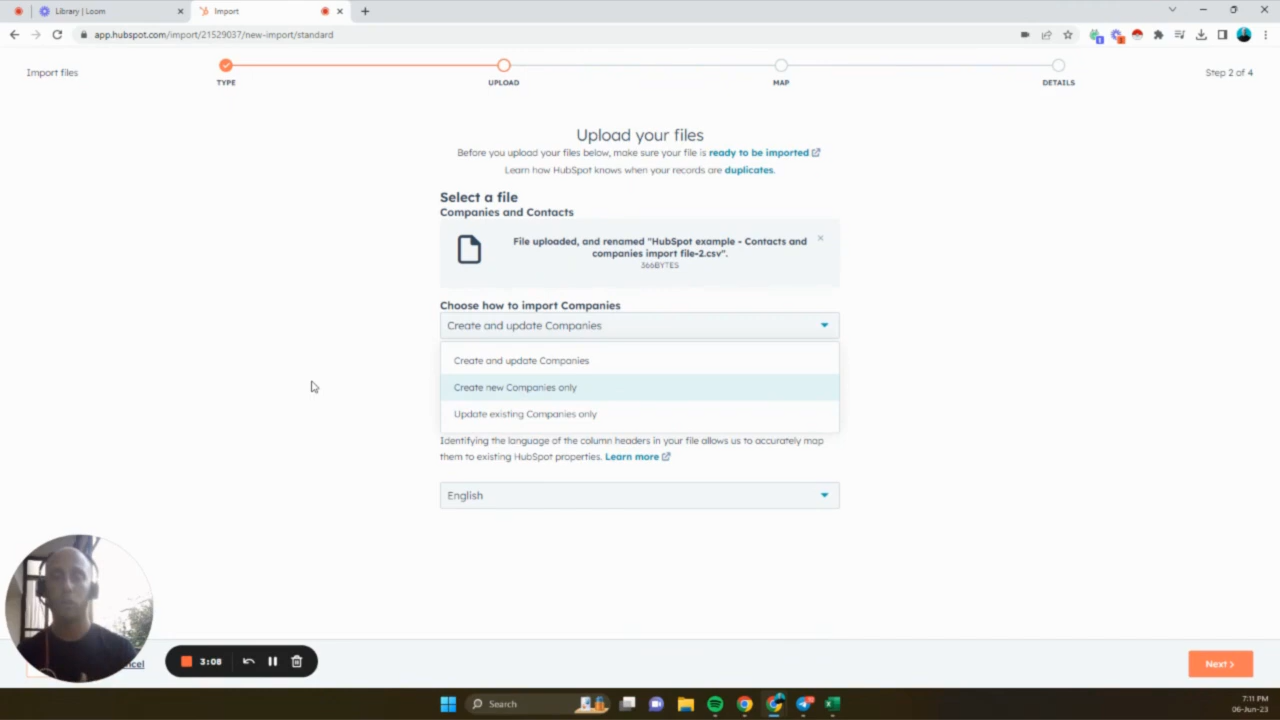 Library | Loom
Import
app.hubspot.com/import/21529037/new-import/standard
Import files
TYPE
UPLOAD
MAP
DETAILS
Step 2 of 4
Upload your files
Before you upload your files below, make sure your file is ready to be imported
Learn how HubSpot knows when your records are duplicates.
Select a file
Companies and Contacts
File uploaded, and renamed "HubSpot example - Contacts and
companies import file-2.csv".
366BYTES
Choose how to import Companies
Create and update Companies
Create and update Companies
Create new Companies only
Update existing Companies only
Identifying the language of the column headers in your file allows us to accurately map
them to existing HubSpot properties. Learn more
English
ncel
3:08
Next >
Search
7:11 PM
06-Jun-23